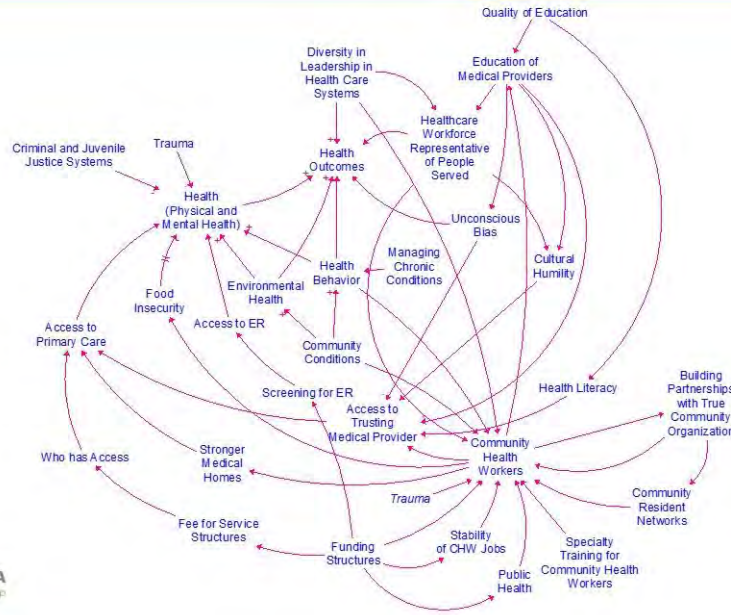 Quality of Education
Diversity in
Leadership in
Health Care
Systems
Education of
Medical Providers
Healthcare
Workforce
Representative
of People
Served
Criminal and Juvenile
Justice Systems
Trauma
Health
Outcomes
Health
(Physical and
Mental Health)
Unconscious
Bias
Cultural
Humility
Managing
Chronic
Conditions
Health
Behavior
Environmental
Health
Food
Insecurity
Access to ER
Access to
Primary Care
Community
Conditions
Screening for ER
Access to
Trusting
Medical Provider
Health Literacy
Building
Partnerships
with True
Community
Organization
Community
Health
Workers
Who has Access
Stronger
Medical
Homes
Trauma
Community
Resident
Networks
Fee for Service
Structures
Funding
Structures
Stability
of CHW Jobs
Public
Health
Specialty
Training for
Community Health
Workers